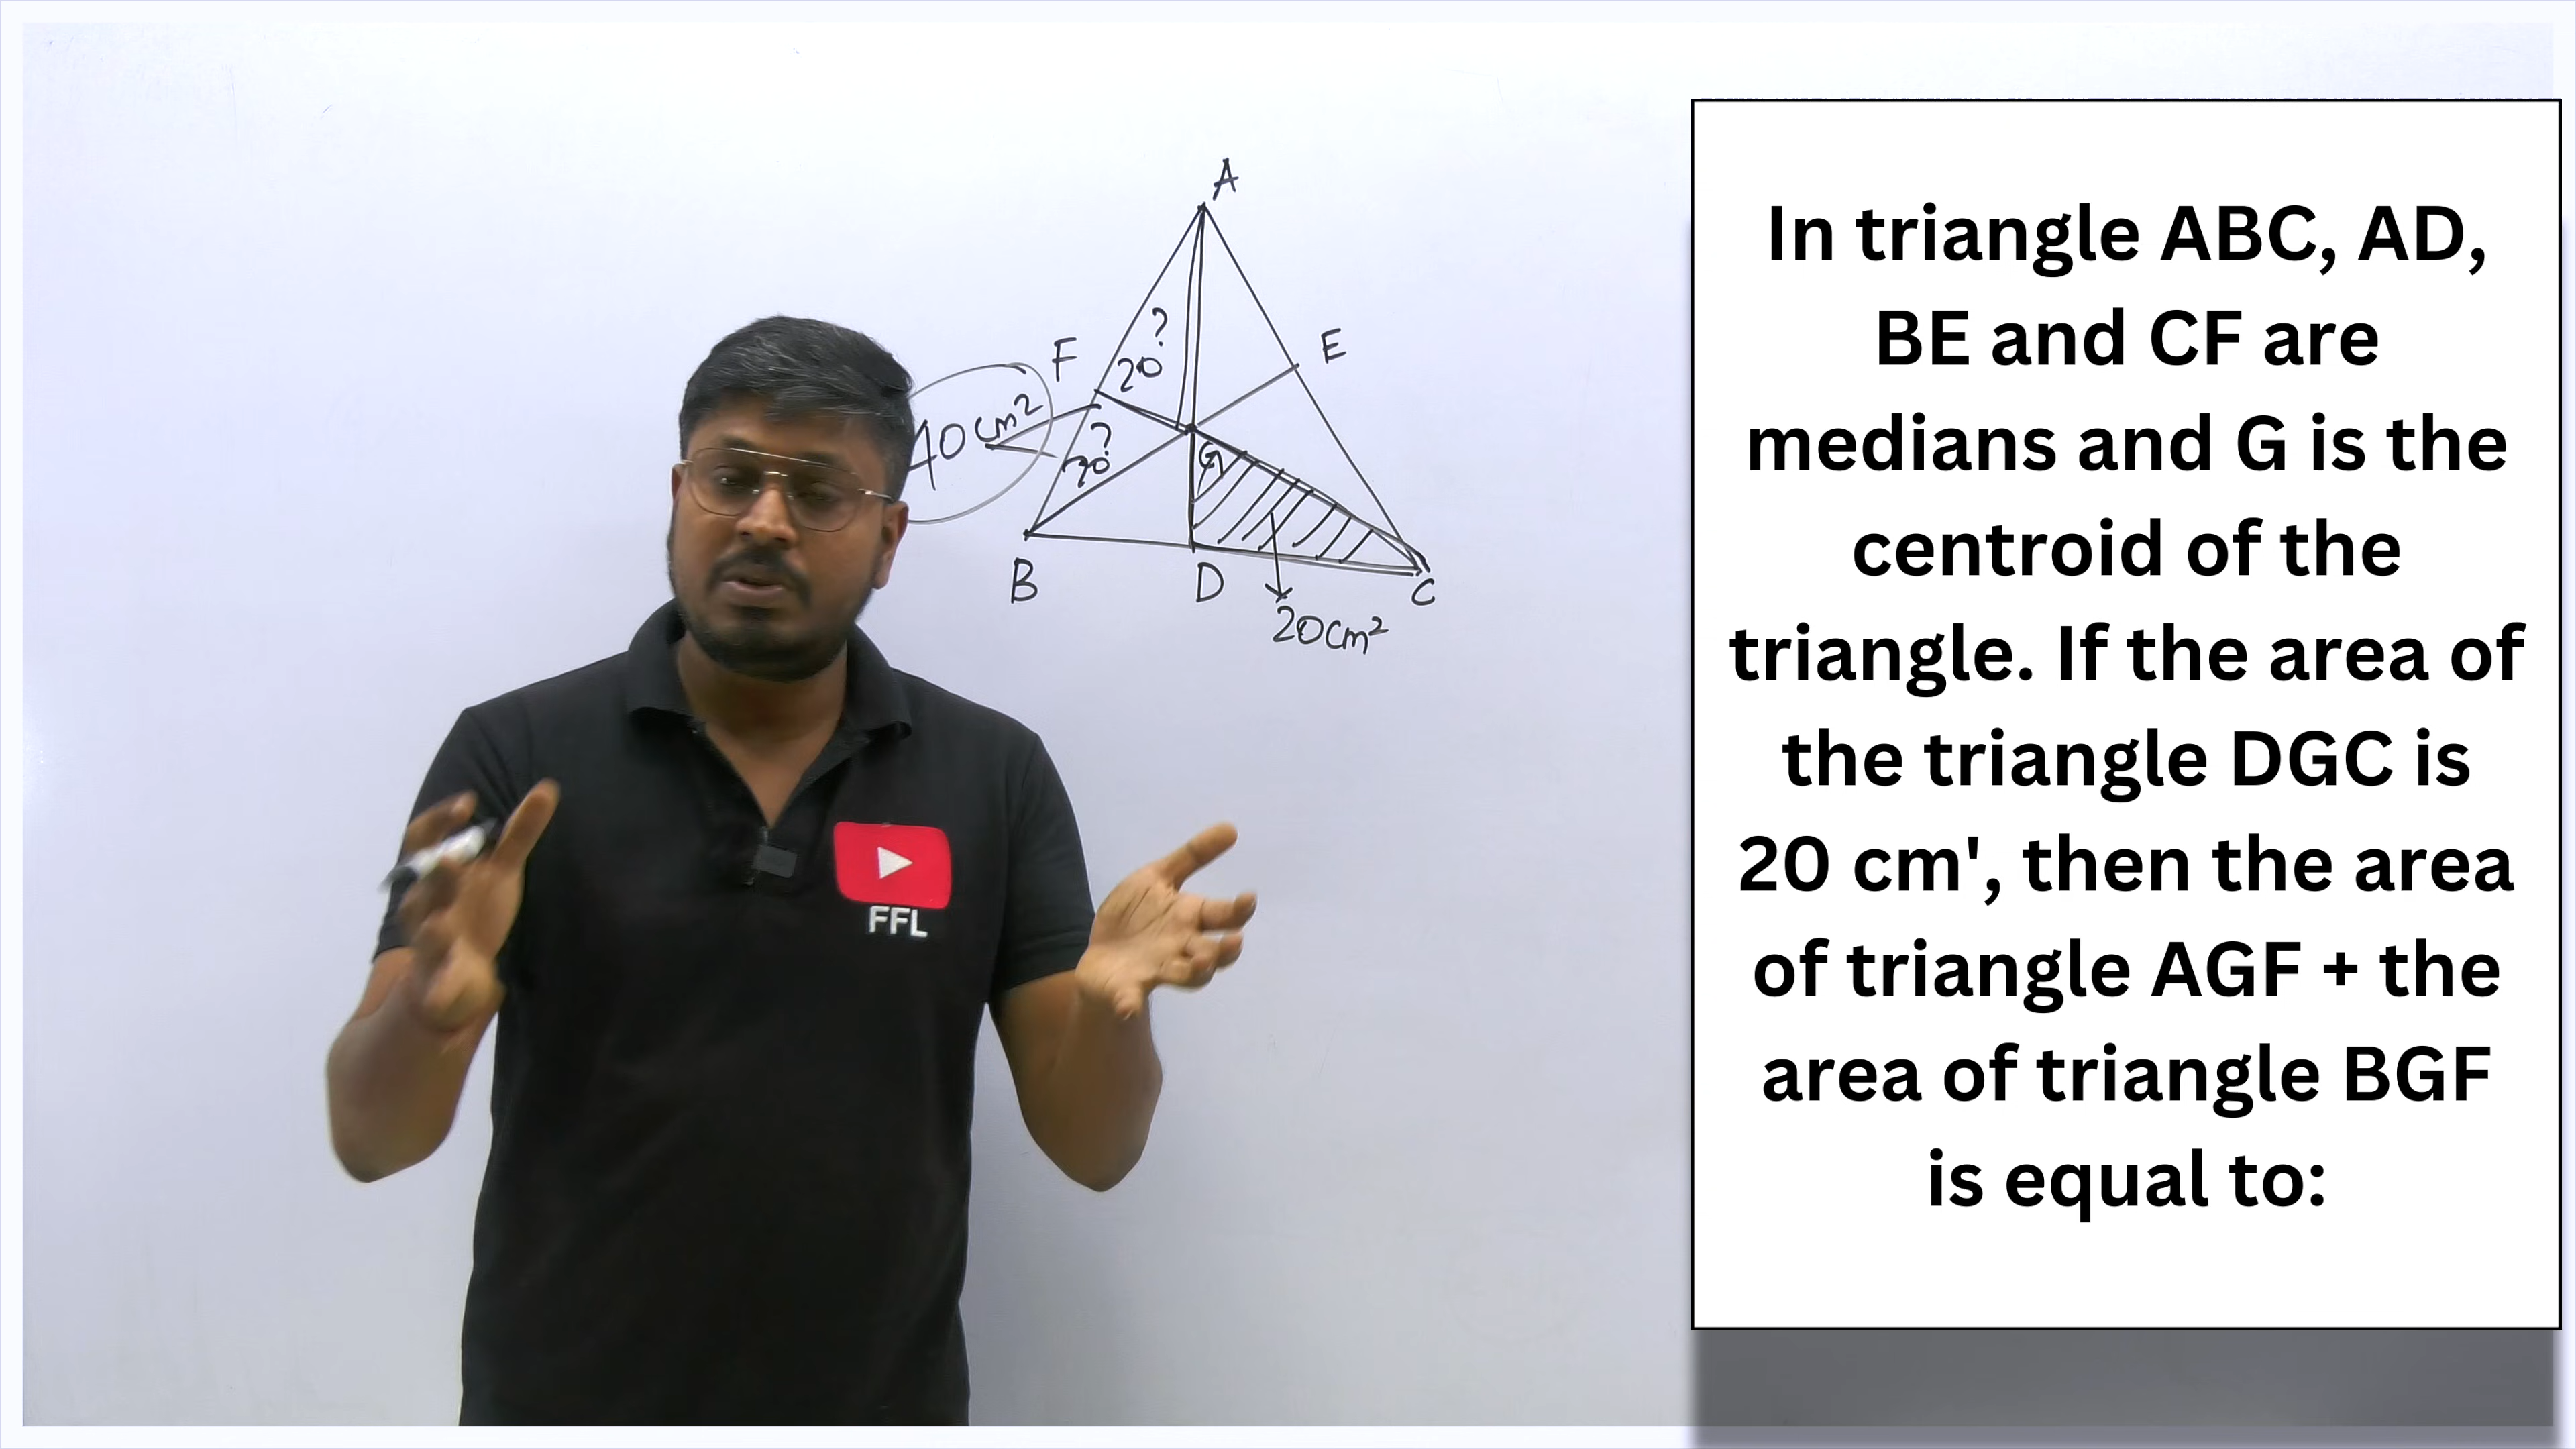 A
F
?
20
E
40cm²
?
20
G
B
D
C
20cm²
FFL
In triangle ABC, AD,
BE and CF are
medians and G is the
centroid of the
triangle. If the area of
the triangle DGC is
20 cm', then the area
of triangle AGF + the
area of triangle BGF
is equal to: